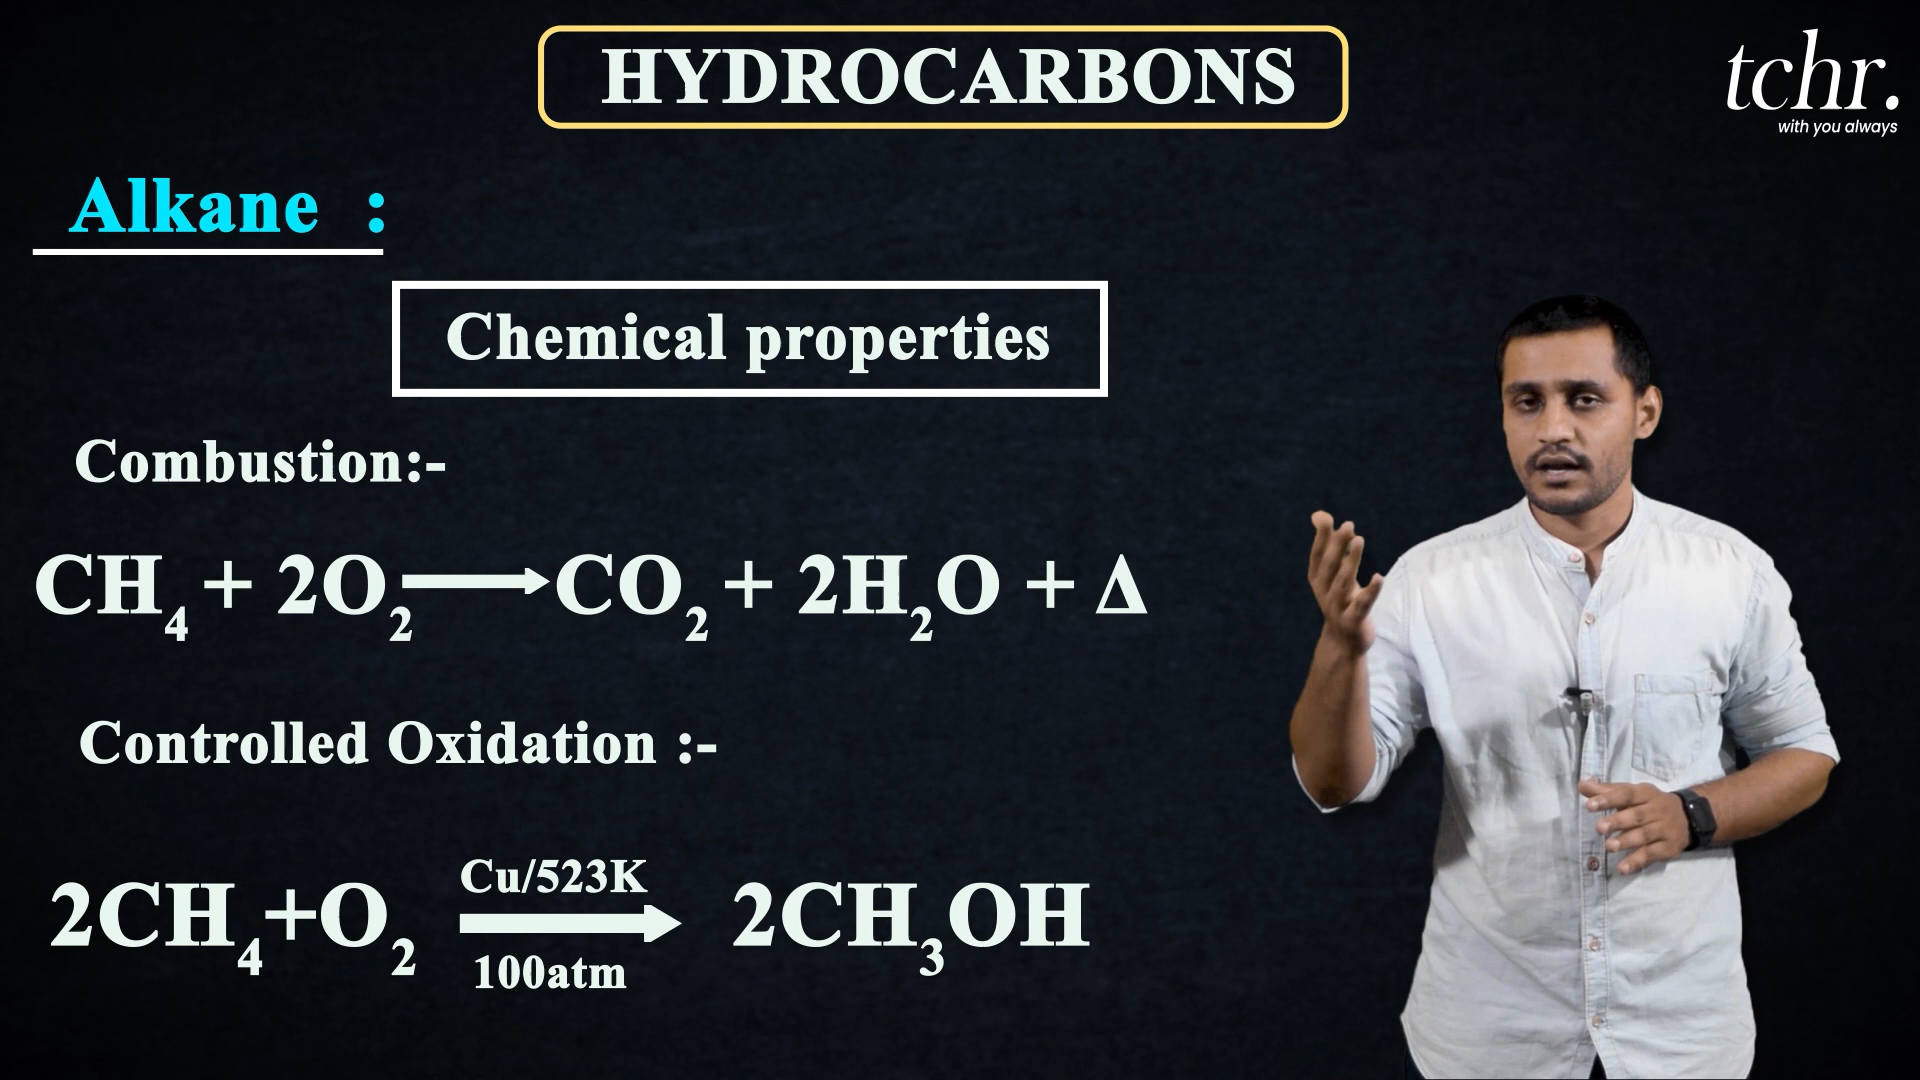 HYDROCARBONS
tchr.
with you always
Alkane :
Chemical properties
Combustion:-
CH₄ + 2O₂ ⟶ CO₂ + 2H₂O + Δ
Controlled Oxidation :-
Cu/523K
2CH₄+O₂ ⟶ 2CH₃OH
100atm